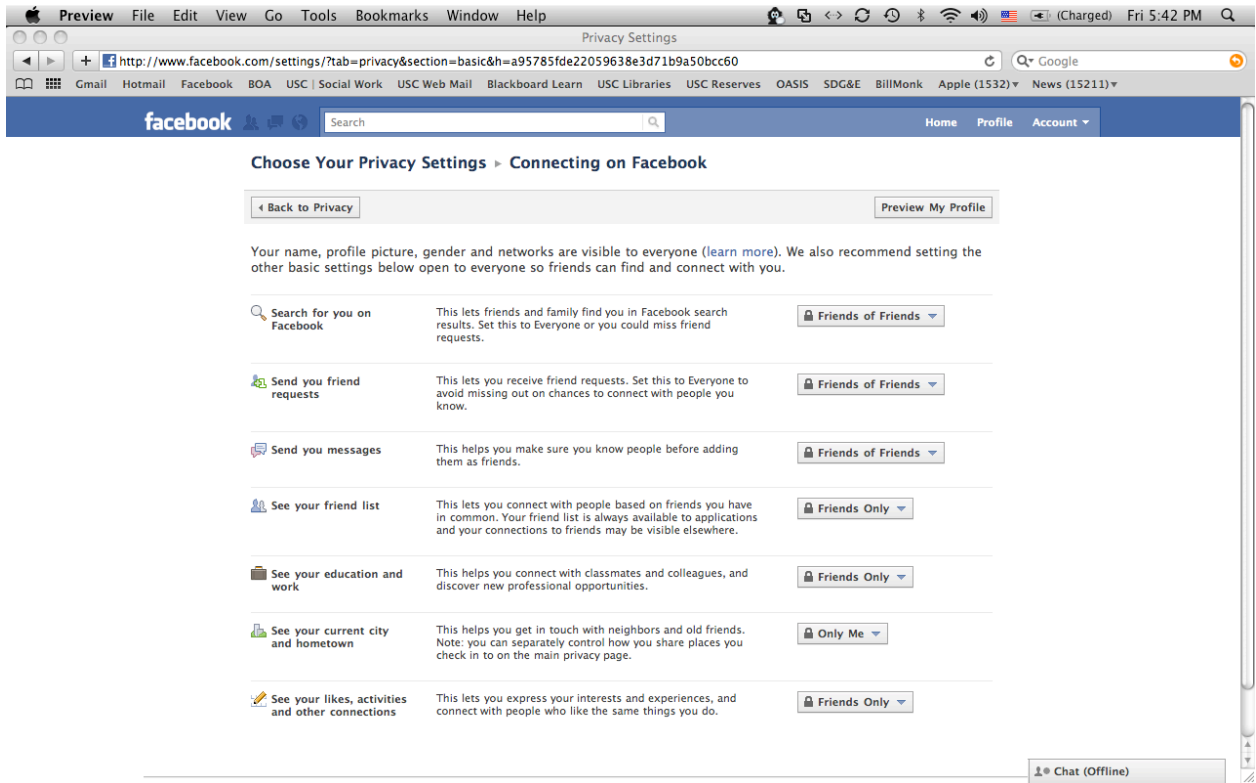 Preview File Edit View Go Tools Bookmarks Window Help (Charged) Fri 5:42 PM
Privacy Settings
http://www.facebook.com/settings/?tab=privacy&section=basic&h=a95785fde22059638e3d71b9a50bcc60 Google
Gmail Hotmail Facebook BOA USC | Social Work USC Web Mail Blackboard Learn USC Libraries USC Reserves OASIS SDG&E BillMonk Apple (1532) News (15211)
facebook Search Home Profile Account
Choose Your Privacy Settings ▸ Connecting on Facebook
Back to Privacy Preview My Profile
Your name, profile picture, gender and networks are visible to everyone (learn more). We also recommend setting the
other basic settings below open to everyone so friends can find and connect with you.
Search for you on
Facebook
This lets friends and family find you in Facebook search
results. Set this to Everyone or you could miss friend
requests.
Friends of Friends
Send you friend
requests
This lets you receive friend requests. Set this to Everyone to
avoid missing out on chances to connect with people you
know.
Friends of Friends
Send you messages
This helps you make sure you know people before adding
them as friends.
Friends of Friends
See your friend list
This lets you connect with people based on friends you have
in common. Your friend list is always available to applications
and your connections to friends may be visible elsewhere.
Friends Only
See your education and
work
This helps you connect with classmates and colleagues, and
discover new professional opportunities.
Friends Only
See your current city
and hometown
This helps you get in touch with neighbors and old friends.
Note: you can separately control how you share places you
check in to on the main privacy page.
Only Me
See your likes, activities
and other connections
This lets you express your interests and experiences, and
connect with people who like the same things you do.
Friends Only
Chat (Offline)